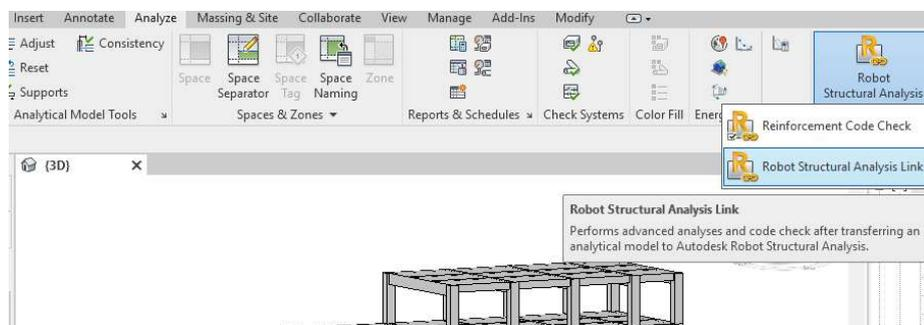 Insert Annotate Analyze Massing & Site Collaborate View Manage Add-Ins Modify
Adjust Consistency
Reset
Supports
Space Space Separator Space Tag Space Naming Zone
Robot Structural Analysis
Analytical Model Tools Spaces & Zones Reports & Schedules Check Systems Color Fill
Reinforcement Code Check
Robot Structural Analysis Link
{3D}
Robot Structural Analysis Link
Performs advanced analyses and code check after transferring an
analytical model to Autodesk Robot Structural Analysis.